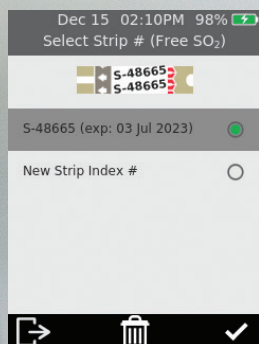 Dec 15 02:10PM 98%
Select Strip # (Free SO₂)
S-48665
S-48665
S-48665 (exp: 03 Jul 2023)
New Strip Index #